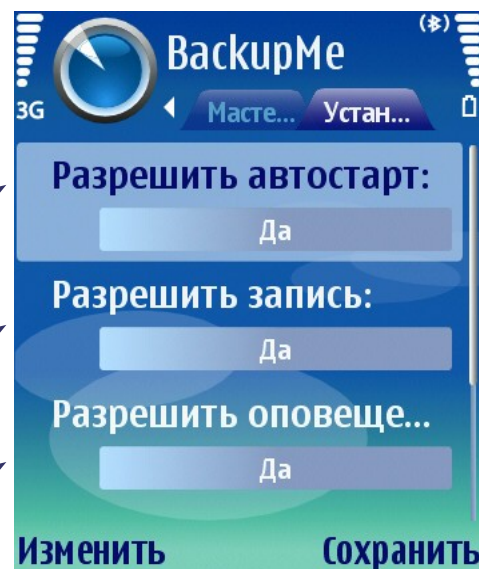 BackupMe
3G
Масте... Устан...
Разрешить автостарт:
Да
Разрешить запись:
Да
Разрешить оповеще...
Да
Изменить Сохранить